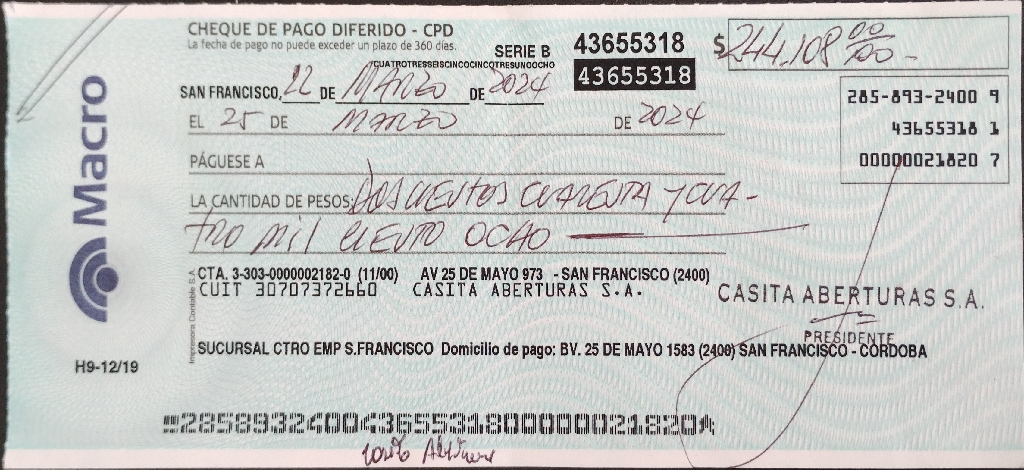 CHEQUE DE PAGO DIFERIDO - CPD
La fecha de pago no puede exceder un plazo de 360 días.
SERIE B 43655318
$244.108 00/00-
CUATROTRESSEISCINCOCINCOTRESUNOOCHO
43655318
SAN FRANCISCO, 22 DE MARZO DE 2024
EL 25 DE MARZO DE 2024
285-893-2400 9
43655318 1
00000021820 7
PÁGUESE A
LA CANTIDAD DE PESOS DOSCIENTOS CUARENTA Y CUA-
TRO MIL CIENTO OCHO
Macro
CTA. 3-303-0000002182-0 (11/00) AV 25 DE MAYO 973 - SAN FRANCISCO (2400)
CUIT 30707372660 CASITA ABERTURAS S.A.
CASITA ABERTURAS S.A.
PRESIDENTE
Impresora Contable S.A.
SUCURSAL CTRO EMP S.FRANCISCO Domicilio de pago: BV. 25 DE MAYO 1583 (2400) SAN FRANCISCO - CORDOBA
H9-12/19
28589324004365531800000021820